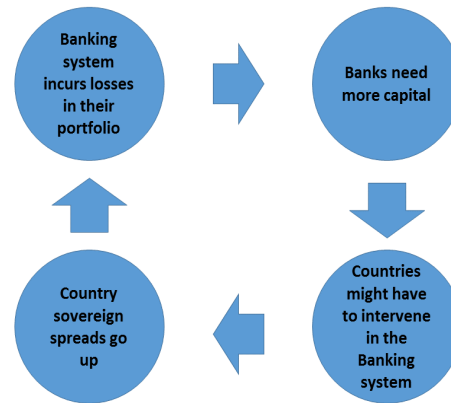 Banking
system
incurs losses
in their
portfolio
Banks need
more capital
Countries
might have
to intervene
in the
Banking
system
Country
sovereign
spreads go
up